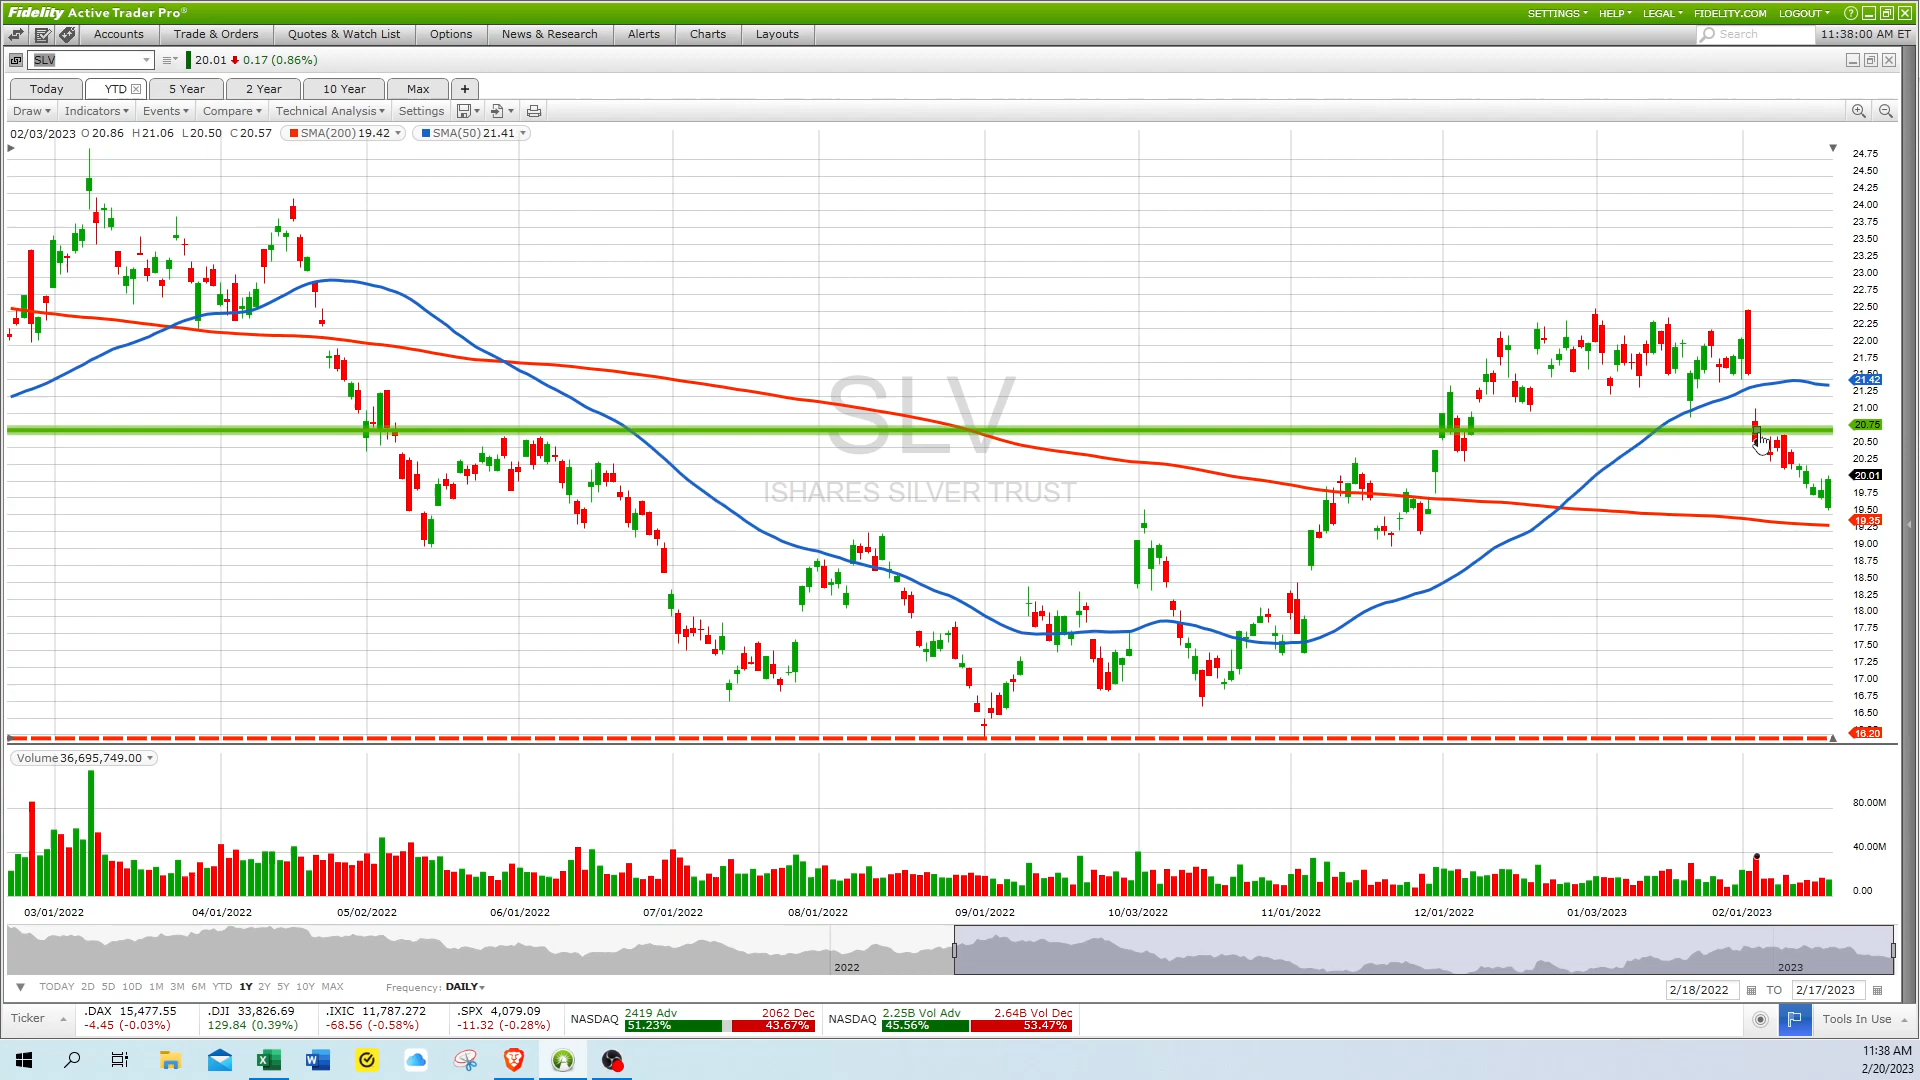 Fidelity Active Trader Pro®
SETTINGS HELP LEGAL FIDELITY.COM LOGOUT
Accounts Trade & Orders Quotes & Watch List Options News & Research Alerts Charts Layouts Search 11:38:00 AM ET
SLV 20.01 0.17 (0.86%)
Today YTD 5 Year 2 Year 10 Year Max +
Draw Indicators Events Compare Technical Analysis Settings
02/03/2023 O 20.86 H 21.06 L 20.50 C 20.57 SMA(200) 19.42 SMA(50) 21.41
24.75
24.50
24.25
24.00
23.75
23.50
23.25
23.00
22.75
22.50
22.25
22.00
21.75
21.42
21.25
21.00
20.75
20.50
20.25
20.01
19.75
19.50
19.35
19.25
19.00
18.75
18.50
18.25
18.00
17.75
17.50
17.25
17.00
16.75
16.50
16.20
SLV
ISHARES SILVER TRUST
Volume 36,695,749.00
80.00M
40.00M
0.00
03/01/2022 04/01/2022 05/02/2022 06/01/2022 07/01/2022 08/01/2022 09/01/2022 10/03/2022 11/01/2022 12/01/2022 01/03/2023 02/01/2023
2022 2023
TODAY 2D 5D 10D 1M 3M 6M YTD 1Y 2Y 5Y 10Y MAX Frequency: DAILY 2/18/2022 TO 2/17/2023
Ticker .DAX 15,477.55 .DJI 33,826.69 .IXIC 11,787.272 .SPX 4,079.09 NASDAQ 2419 Adv 2062 Dec NASDAQ 2.25B Vol Adv 2.64B Vol Dec Tools In Use
-4.45 (-0.03%) 129.84 (0.39%) -68.56 (-0.58%) -11.32 (-0.28%) 51.23% 43.67% 45.56% 53.47%
11:38 AM
2/20/2023